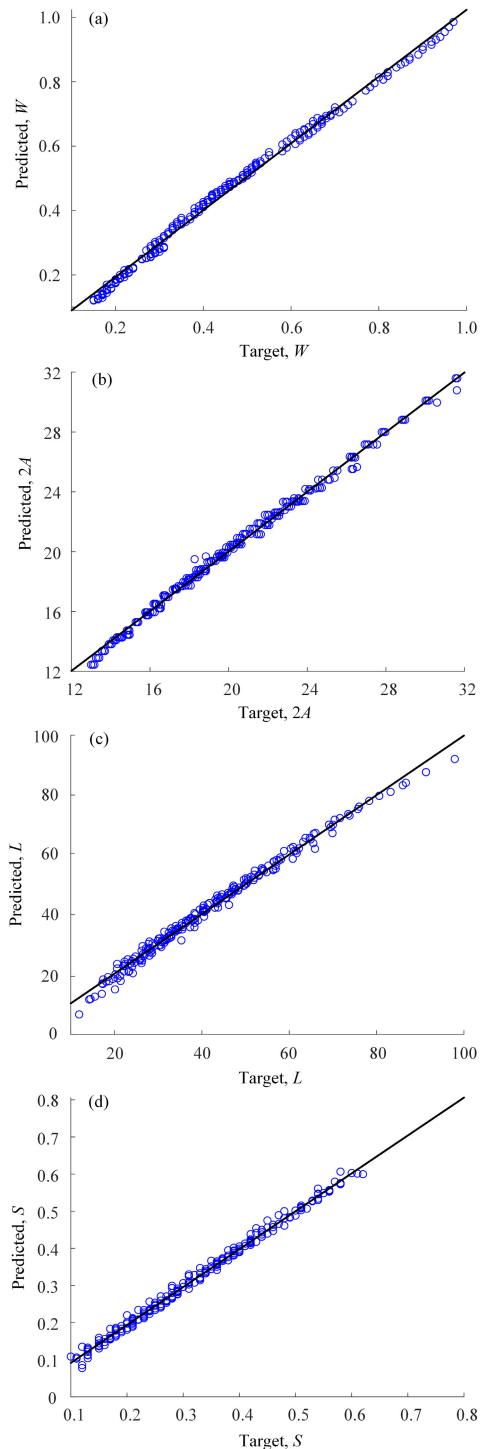 (a)
1.0
0.8
0.6
0.4
0.2
Predicted, W
0.2 0.4 0.6 0.8 1.0
Target, W
(b)
32
28
24
20
16
12
Predicted, 2A
12 16 20 24 28 32
Target, 2A
(c)
100
80
60
40
20
0
Predicted, L
20 40 60 80 100
Target, L
(d)
0.8
0.7
0.6
0.5
0.4
0.3
0.2
0.1
0
Predicted, S
0.1 0.2 0.3 0.4 0.5 0.6 0.7 0.8
Target, S